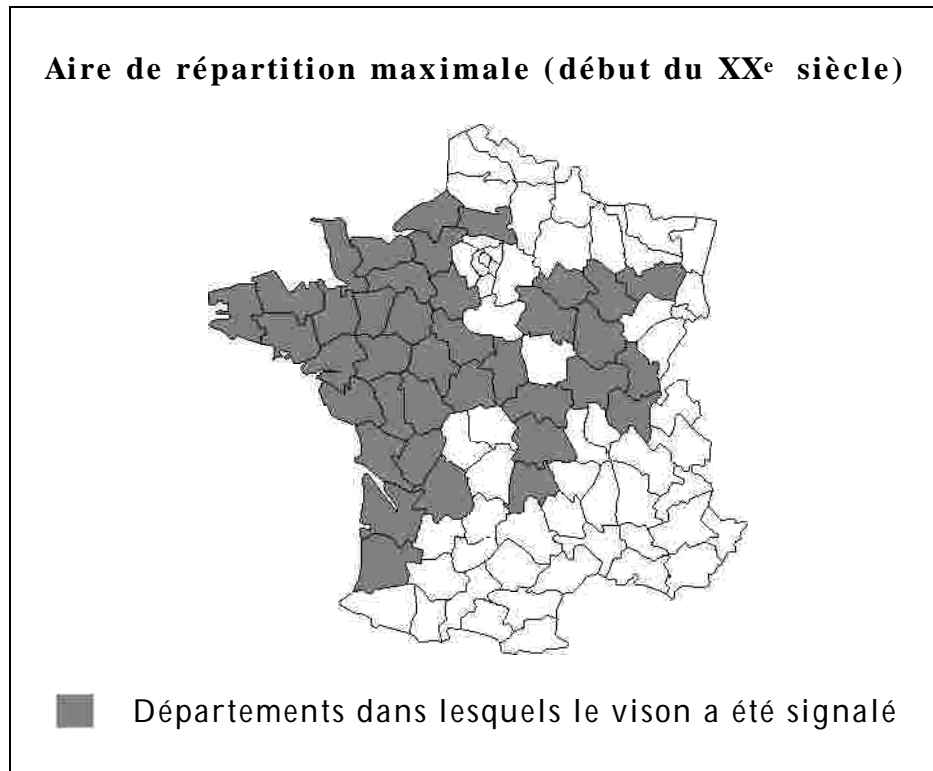 Aire de répartition maximale (début du XXe siècle)
Départements dans lesquels le vison a été signalé